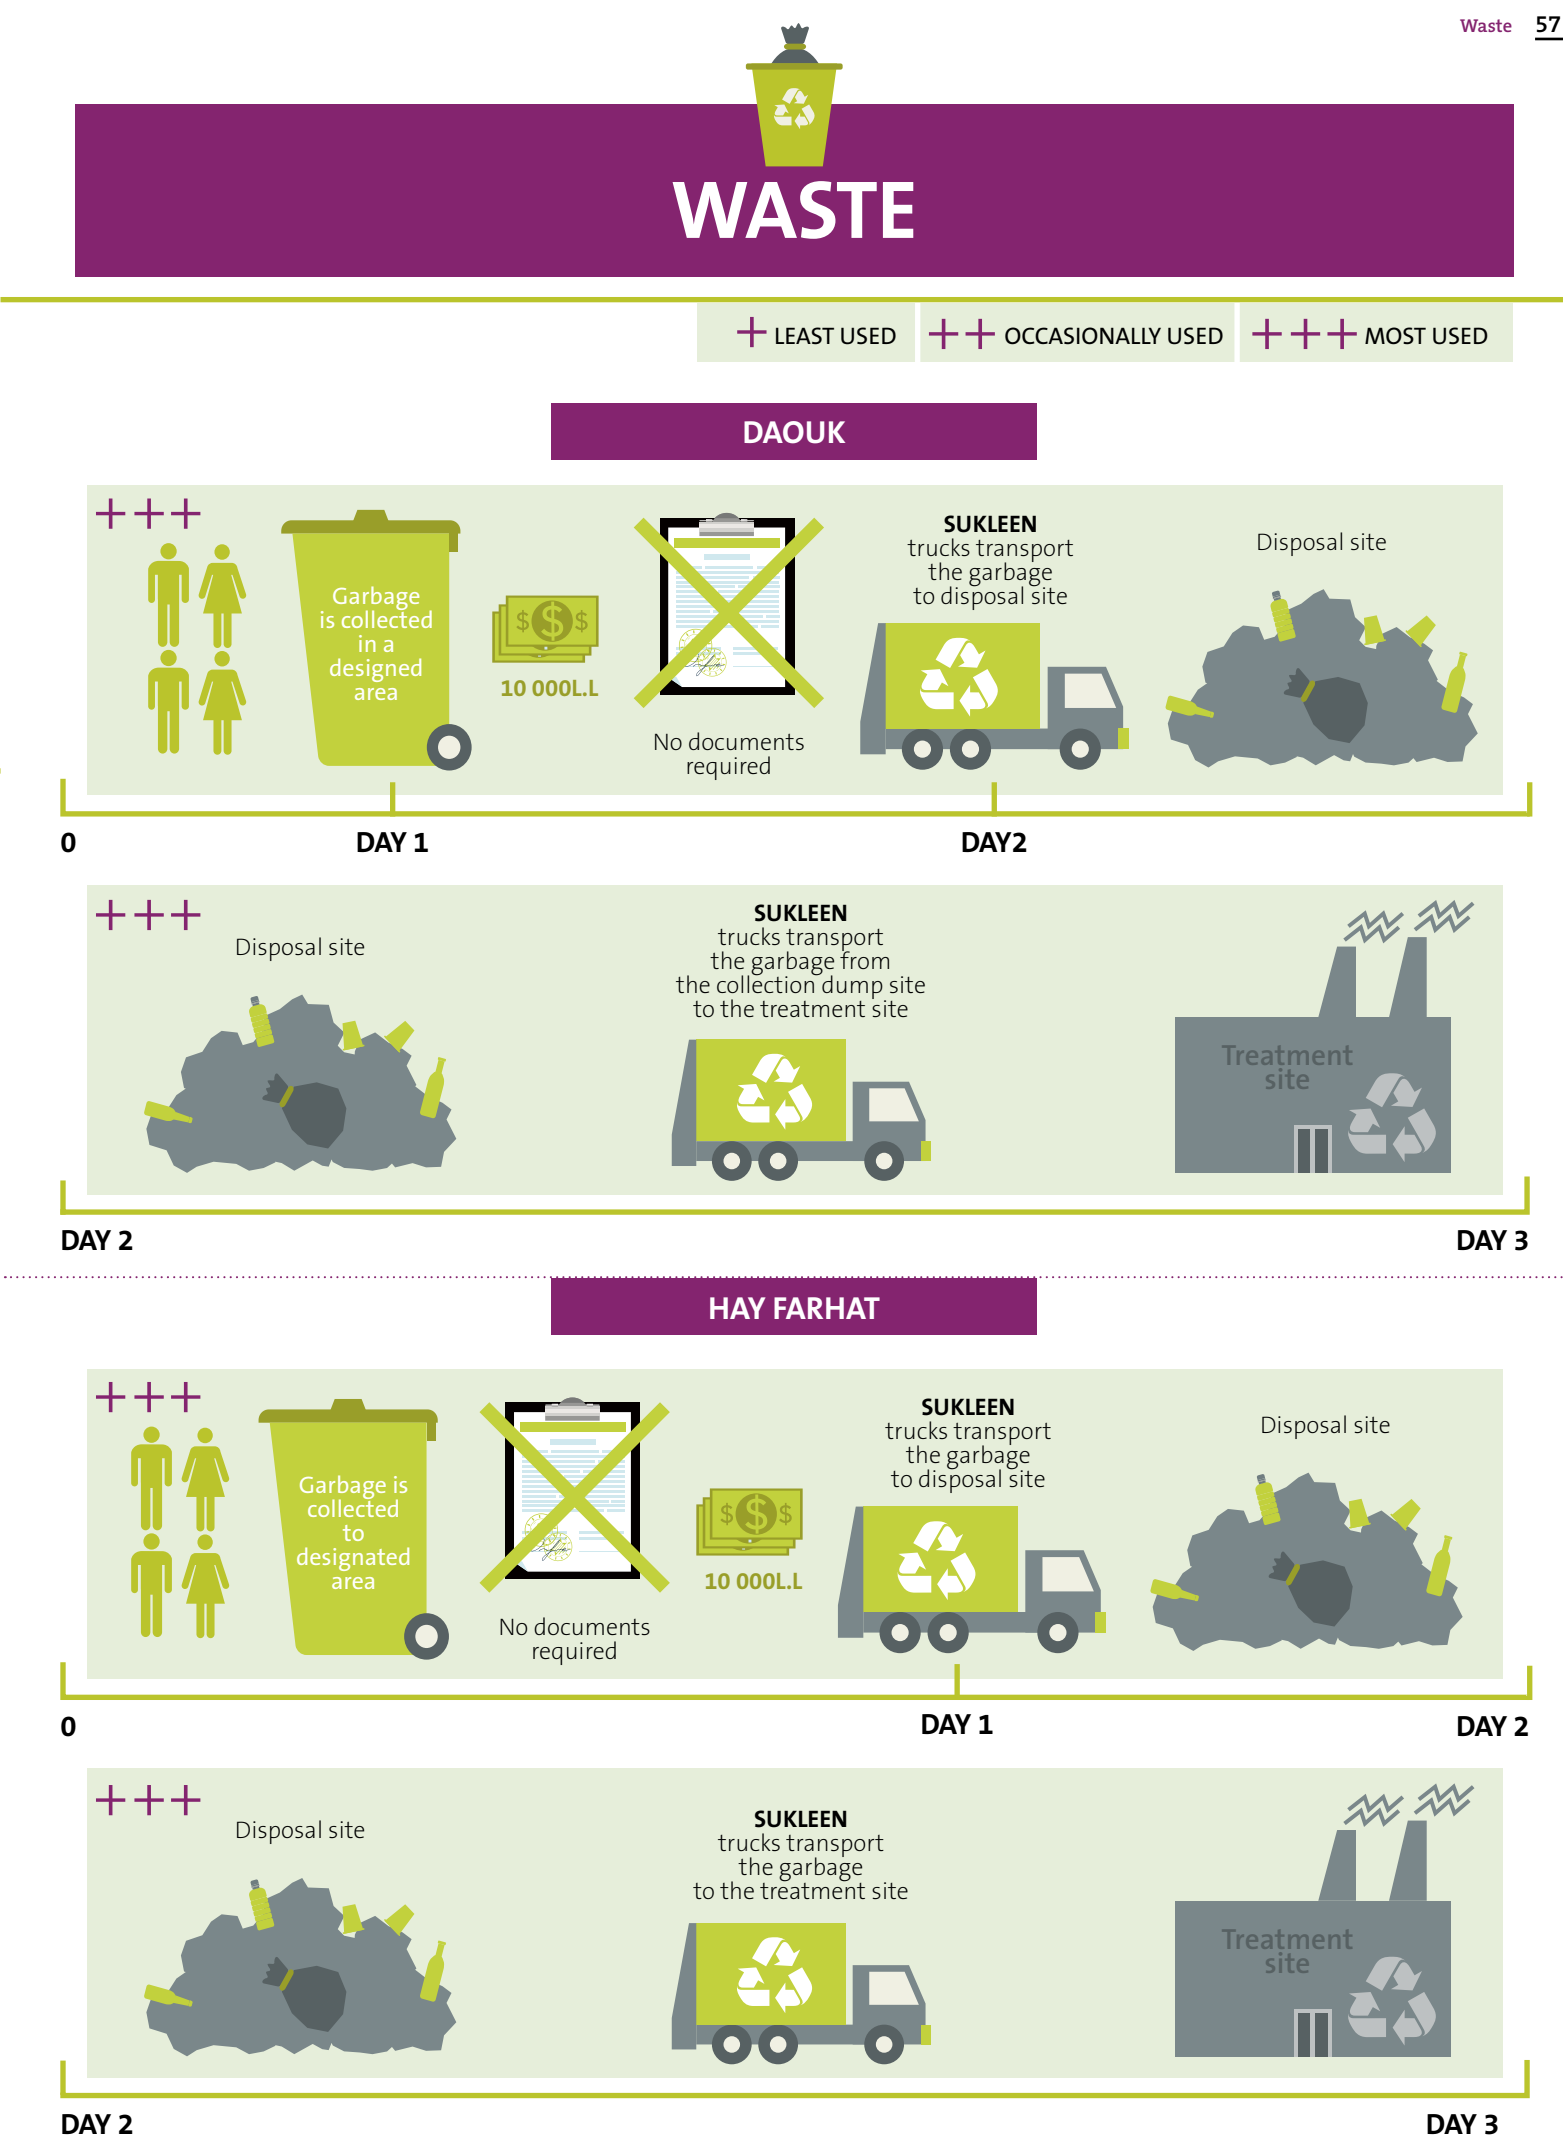 Waste 57
WASTE
+ LEAST USED
++ OCCASIONALLY USED
+++ MOST USED
DAOUK
+++
Garbage
is collected
in a
designed
area
$ $ $
10 000L.L
No documents
required
SUKLEEN
trucks transport
the garbage
to disposal site
Disposal site
0
DAY 1
DAY2
+++
Disposal site
SUKLEEN
trucks transport
the garbage from
the collection dump site
to the treatment site
Treatment
site
DAY 2
DAY 3
HAY FARHAT
+++
Garbage is
collected
to
designated
area
No documents
required
$ $ $
10 000L.L
SUKLEEN
trucks transport
the garbage
to disposal site
Disposal site
0
DAY 1
DAY 2
+++
Disposal site
SUKLEEN
trucks transport
the garbage
to the treatment site
Treatment
site
DAY 2
DAY 3